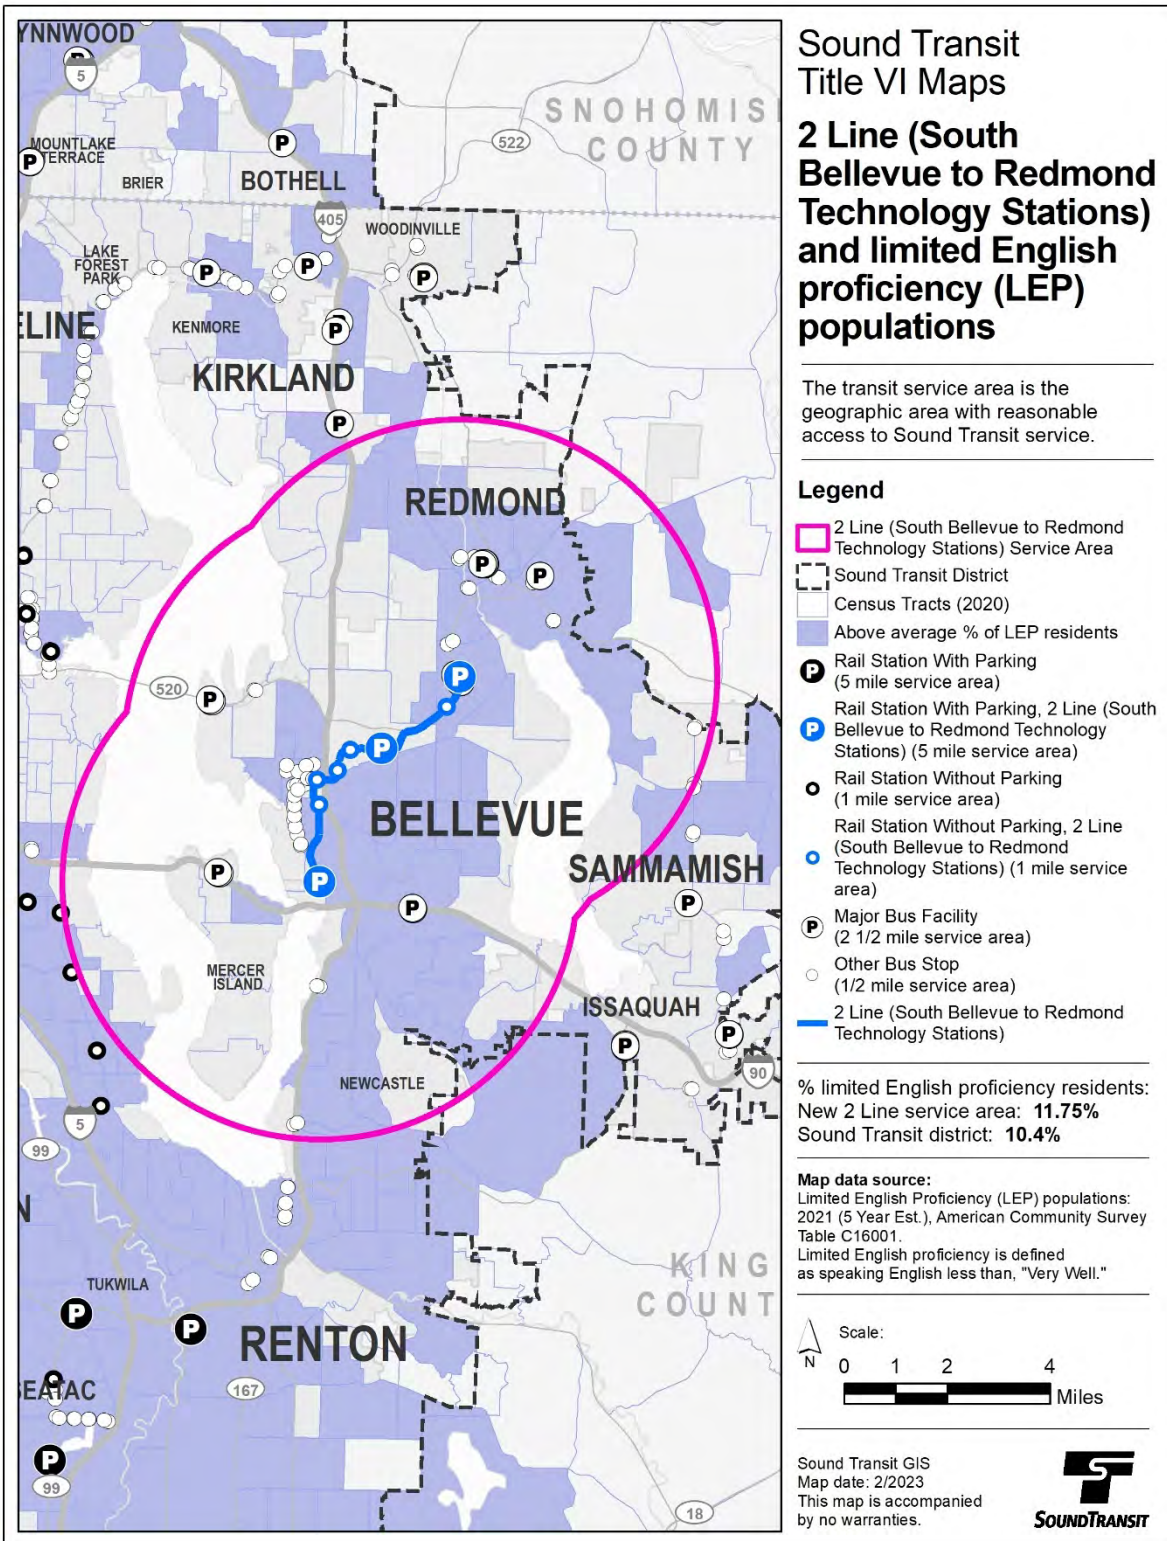 Sound Transit
Title VI Maps
2 Line (South
Bellevue to Redmond
Technology Stations)
and limited English
proficiency (LEP)
populations
The transit service area is the
geographic area with reasonable
access to Sound Transit service.
Legend
2 Line (South Bellevue to Redmond
Technology Stations) Service Area
Sound Transit District
Census Tracts (2020)
Above average % of LEP residents
P
Rail Station With Parking
(5 mile service area)
P
Rail Station With Parking, 2 Line (South
Bellevue to Redmond Technology
Stations) (5 mile service area)
Rail Station Without Parking
(1 mile service area)
Rail Station Without Parking, 2 Line
(South Bellevue to Redmond
Technology Stations) (1 mile service
area)
P
Major Bus Facility
(2 1/2 mile service area)
Other Bus Stop
(1/2 mile service area)
2 Line (South Bellevue to Redmond
Technology Stations)
% limited English proficiency residents:
New 2 Line service area: 11.75%
Sound Transit district: 10.4%
Map data source:
Limited English Proficiency (LEP) populations:
2021 (5 Year Est.), American Community Survey
Table C16001.
Limited English proficiency is defined
as speaking English less than, "Very Well."
N
Scale:
0 1 2 4
Miles
Sound Transit GIS
Map date: 2/2023
This map is accompanied
by no warranties.
SOUNDTRANSIT
YNNWOOD
P
5
SNOHOMIS
COUNTY
522
P
MOUNTLAKE
TERRACE
P
BRIER
BOTHELL
405
WOODINVILLE
LAKE
FOREST
PARK
P
P
P
ELINE
KENMORE
P
KIRKLAND
P
REDMOND
P
P
520
P
P
P
BELLEVUE
SAMMAMISH
P
P
P
P
MERCER
ISLAND
ISSAQUAH
P
P
90
NEWCASTLE
5
99
N
KING
COUNT
TUKWILA
P
P
RENTON
SEATAC
167
P
99
18